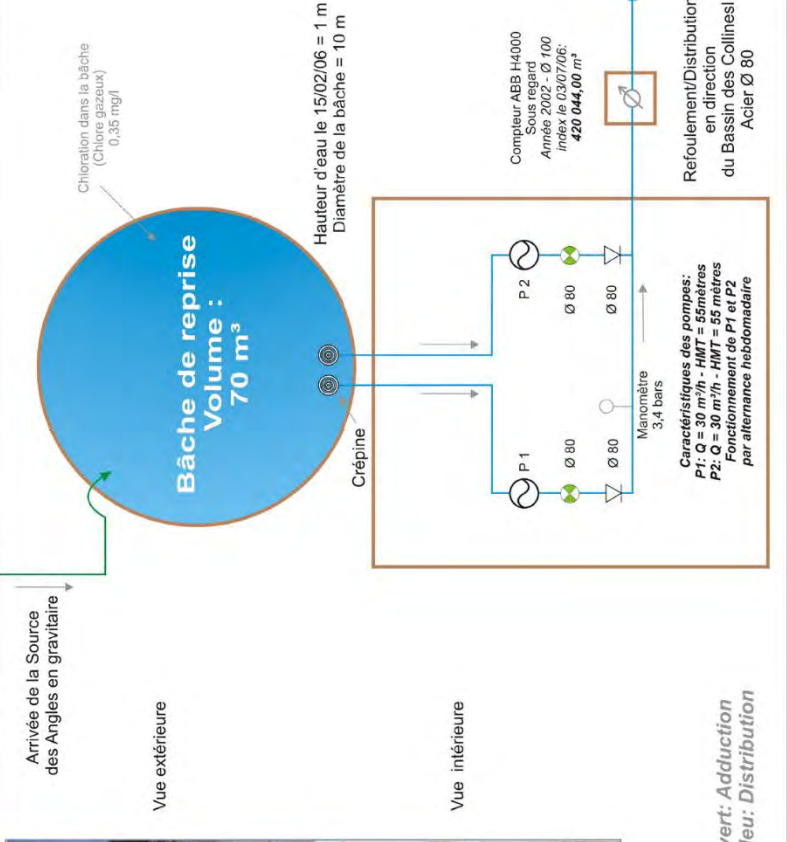 Arrivée de la Source
des Angles en gravitaire
Chloration dans la bâche
(Chlore gazeux)
0,35 mg/l
Bâche de reprise
Volume :
70 m³
Hauteur d'eau le 15/02/06 = 1 m
Diamètre de la bâche = 10 m
Vue extérieure
Crépine
Compteur ABB H4000
Sous regard
Année 2002 - Ø 100
index le 03/07/06:
420 044,00 m³
Vue intérieure
P 1
Ø 80
Ø 80
P 2
Ø 80
Ø 80
Manomètre
3,4 bars
Refoulement/Distribution
en direction
du Bassin des Collinesl
Acier Ø 80
Caractéristiques des pompes:
P1: Q = 30 m³/h - HMT = 55mètres
P2: Q = 30 m³/h - HMT = 55 mètres
Fonctionnement de P1 et P2
par alternance hebdomadaire
vert: Adduction
leu: Distribution